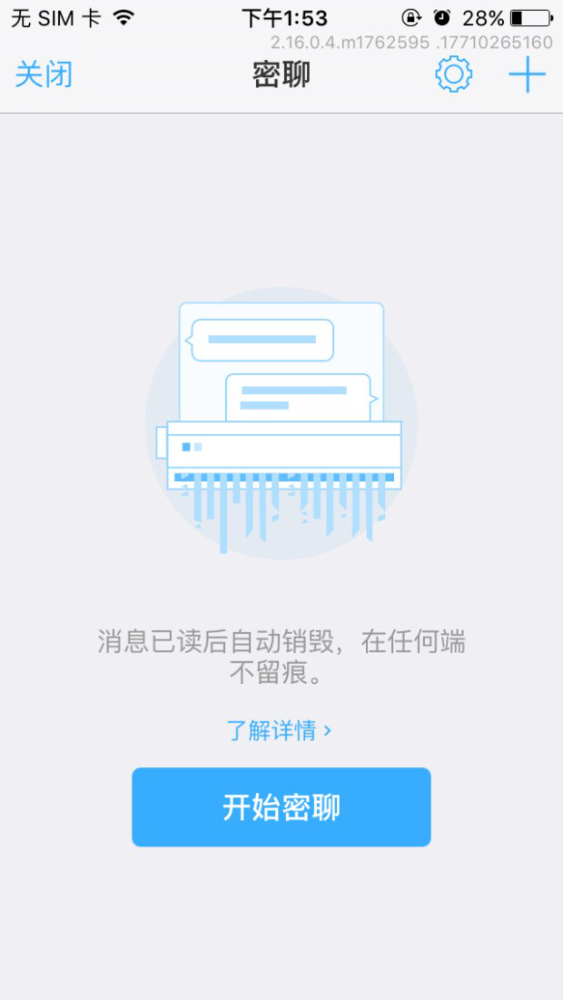 无 SIM 卡
下午1:53
28%
2.16.0.4.m1762595 .17710265160
关闭
密聊
消息已读后自动销毁，在任何端
不留痕。
了解详情 ›
开始密聊